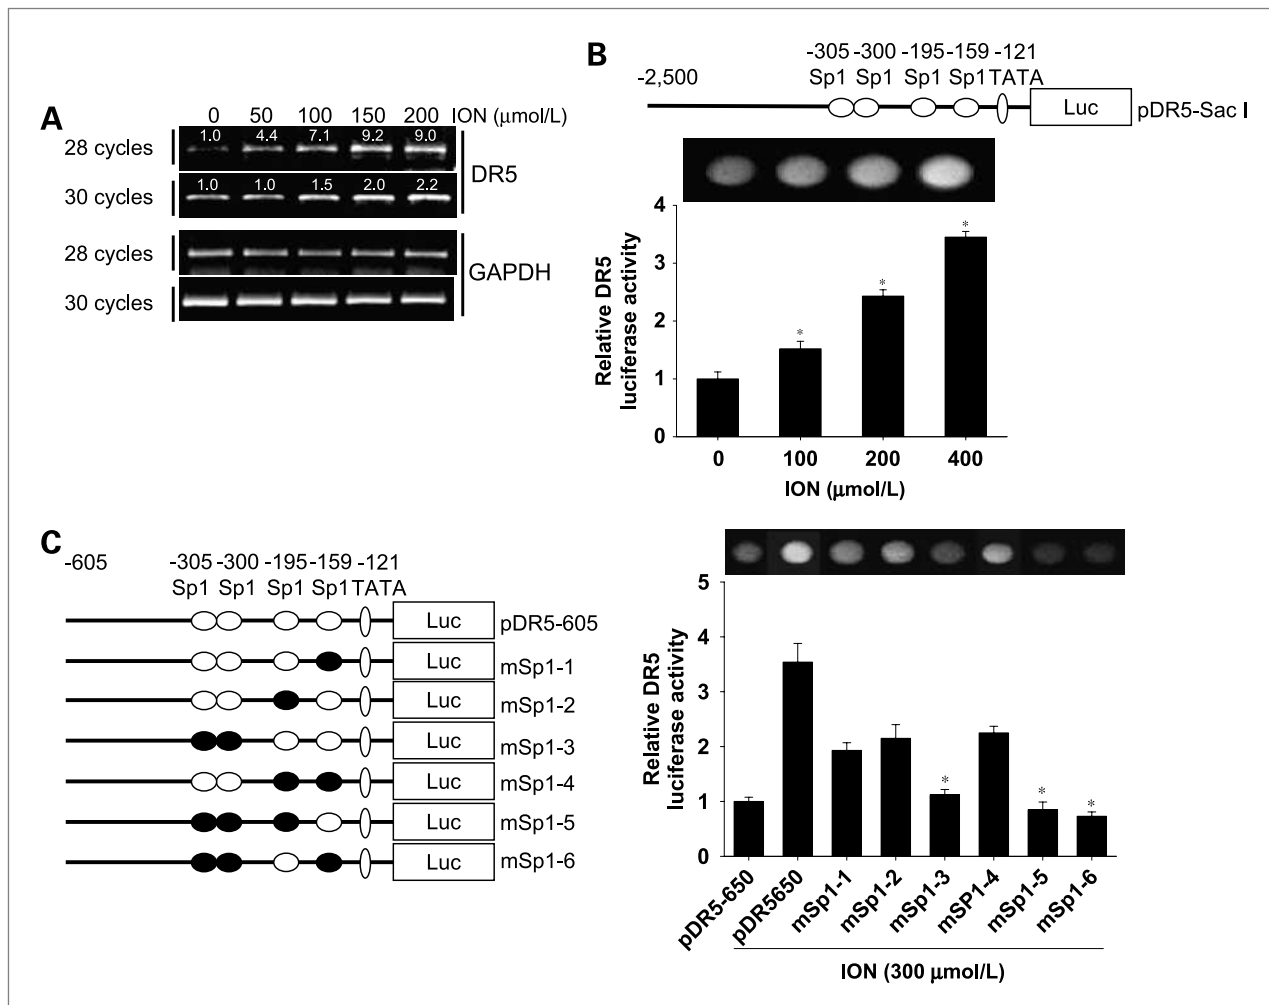 A
0 50 100 150 200 ION (μmol/L)
28 cycles
1.0 4.4 7.1 9.2 9.0
DR5
30 cycles
1.0 1.0 1.5 2.0 2.2
28 cycles
GAPDH
30 cycles
B
-305 -300 -195 -159 -121
-2,500
Sp1 Sp1 Sp1 Sp1 TATA
Luc
pDR5-Sac I
4
3
2
1
0
Relative DR5
luciferase activity
* * *
0 100 200 400
ION (μmol/L)
C
-605
-305 -300 -195 -159 -121
Sp1 Sp1 Sp1 Sp1 TATA
Luc pDR5-605
Luc mSp1-1
Luc mSp1-2
Luc mSp1-3
Luc mSp1-4
Luc mSp1-5
Luc mSp1-6
5
4
3
2
1
0
Relative DR5
luciferase activity
* * *
pDR5-650
pDR5650
mSp1-1
mSp1-2
mSp1-3
mSP1-4
mSp1-5
mSp1-6
ION (300 μmol/L)